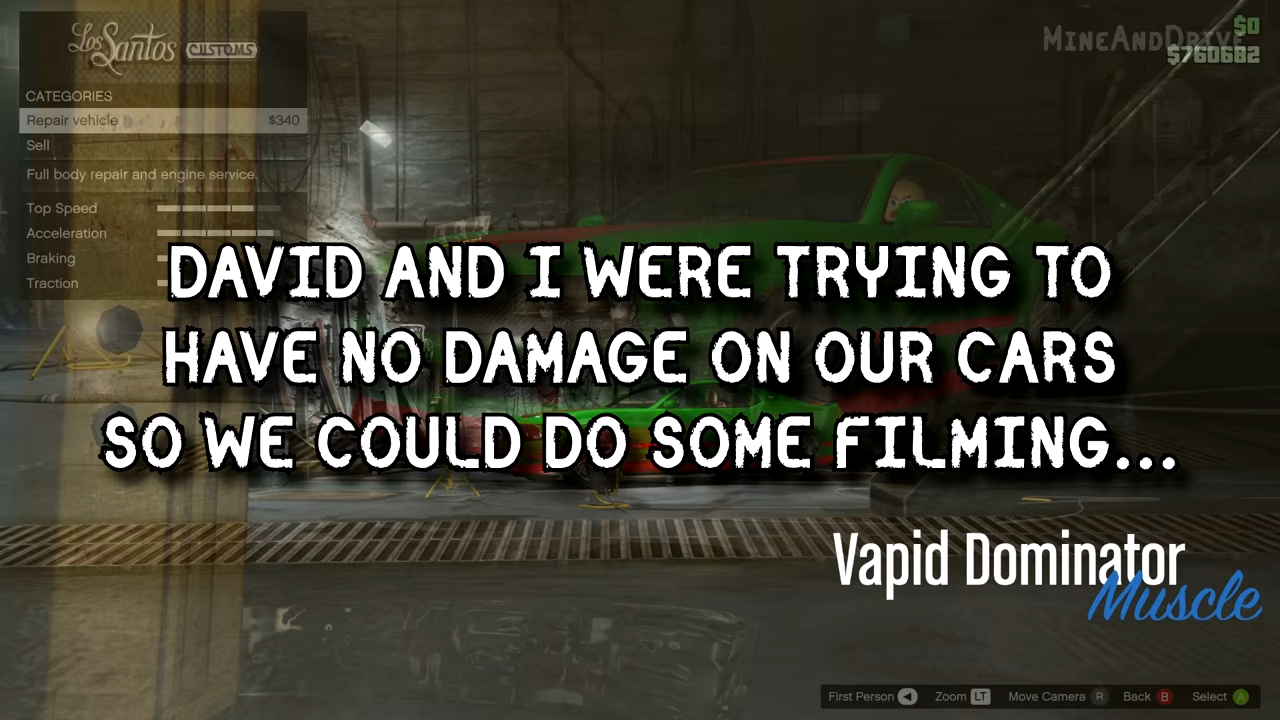 Los Santos CUSTOMS
MINEANDDRIVE
$0
$760682
CATEGORIES
Repair vehicle $340
Sell
Full body repair and engine service.
Top Speed
Acceleration
Braking
Traction
DAVID AND I WERE TRYING TO
HAVE NO DAMAGE ON OUR CARS
SO WE COULD DO SOME FILMING...
Vapid Dominator
Muscle
First Person Zoom LT Move Camera R Back B Select A